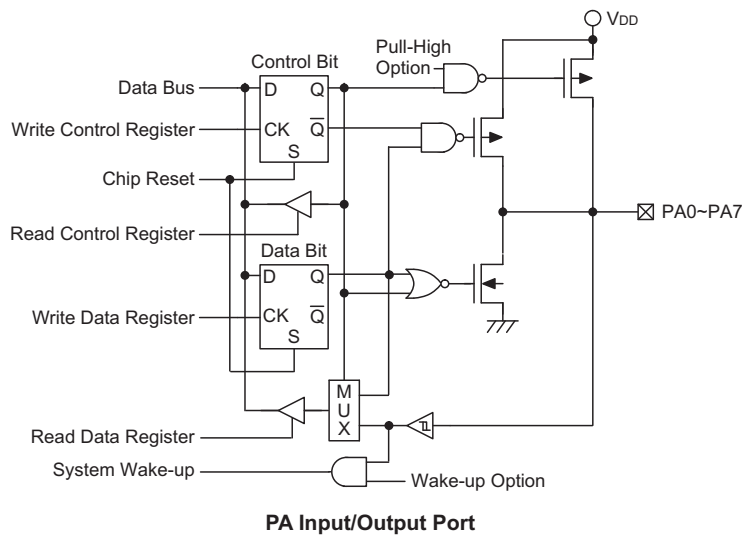 VDD
Pull-High
Option
Control Bit
Data Bus
D Q
Write Control Register
CK Q̅
S
Chip Reset
PA0~PA7
Read Control Register
Data Bit
D Q
Write Data Register
CK Q̅
S
M
U
X
Read Data Register
System Wake-up
Wake-up Option
PA Input/Output Port